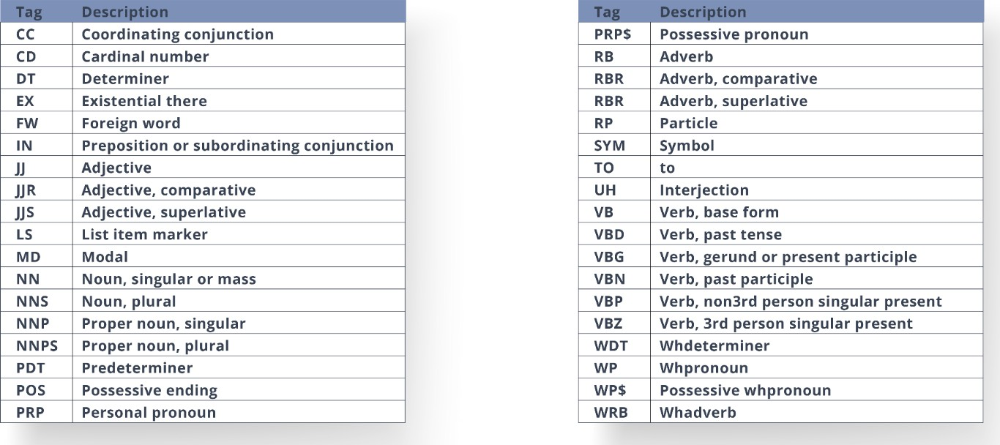 Tag Description
CC Coordinating conjunction
CD Cardinal number
DT Determiner
EX Existential there
FW Foreign word
IN Preposition or subordinating conjunction
JJ Adjective
JJR Adjective, comparative
JJS Adjective, superlative
LS List item marker
MD Modal
NN Noun, singular or mass
NNS Noun, plural
NNP Proper noun, singular
NNPS Proper noun, plural
PDT Predeterminer
POS Possessive ending
PRP Personal pronoun
Tag Description
PRP$ Possessive pronoun
RB Adverb
RBR Adverb, comparative
RBR Adverb, superlative
RP Particle
SYM Symbol
TO to
UH Interjection
VB Verb, base form
VBD Verb, past tense
VBG Verb, gerund or present participle
VBN Verb, past participle
VBP Verb, non3rd person singular present
VBZ Verb, 3rd person singular present
WDT Whdeterminer
WP Whpronoun
WP$ Possessive whpronoun
WRB Whadverb